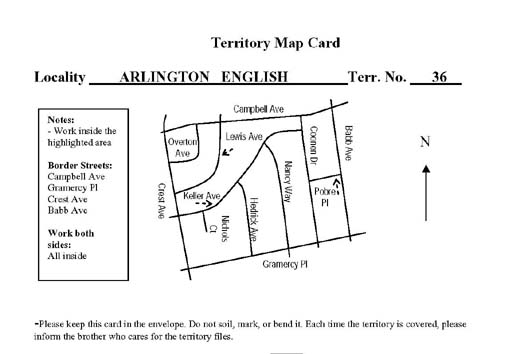 Territory Map Card
Locality ARLINGTON ENGLISH Terr. No. 36
Notes:
- Work inside the
highlighted area
Border Streets:
Campbell Ave
Gramercy Pl
Crest Ave
Babb Ave
Work both
sides:
All inside
Campbell Ave
Overton
Ave
Lewis Ave
Coonen Dr
Babb Ave
N
Crest Ave
Keller Ave
Nancy Way
Pobre
Pl
Nichols
Ct
Hedrick Ave
Gramercy Pl
-Please keep this card in the envelope. Do not soil, mark, or bend it. Each time the territory is covered, please
inform the brother who cares for the territory files.